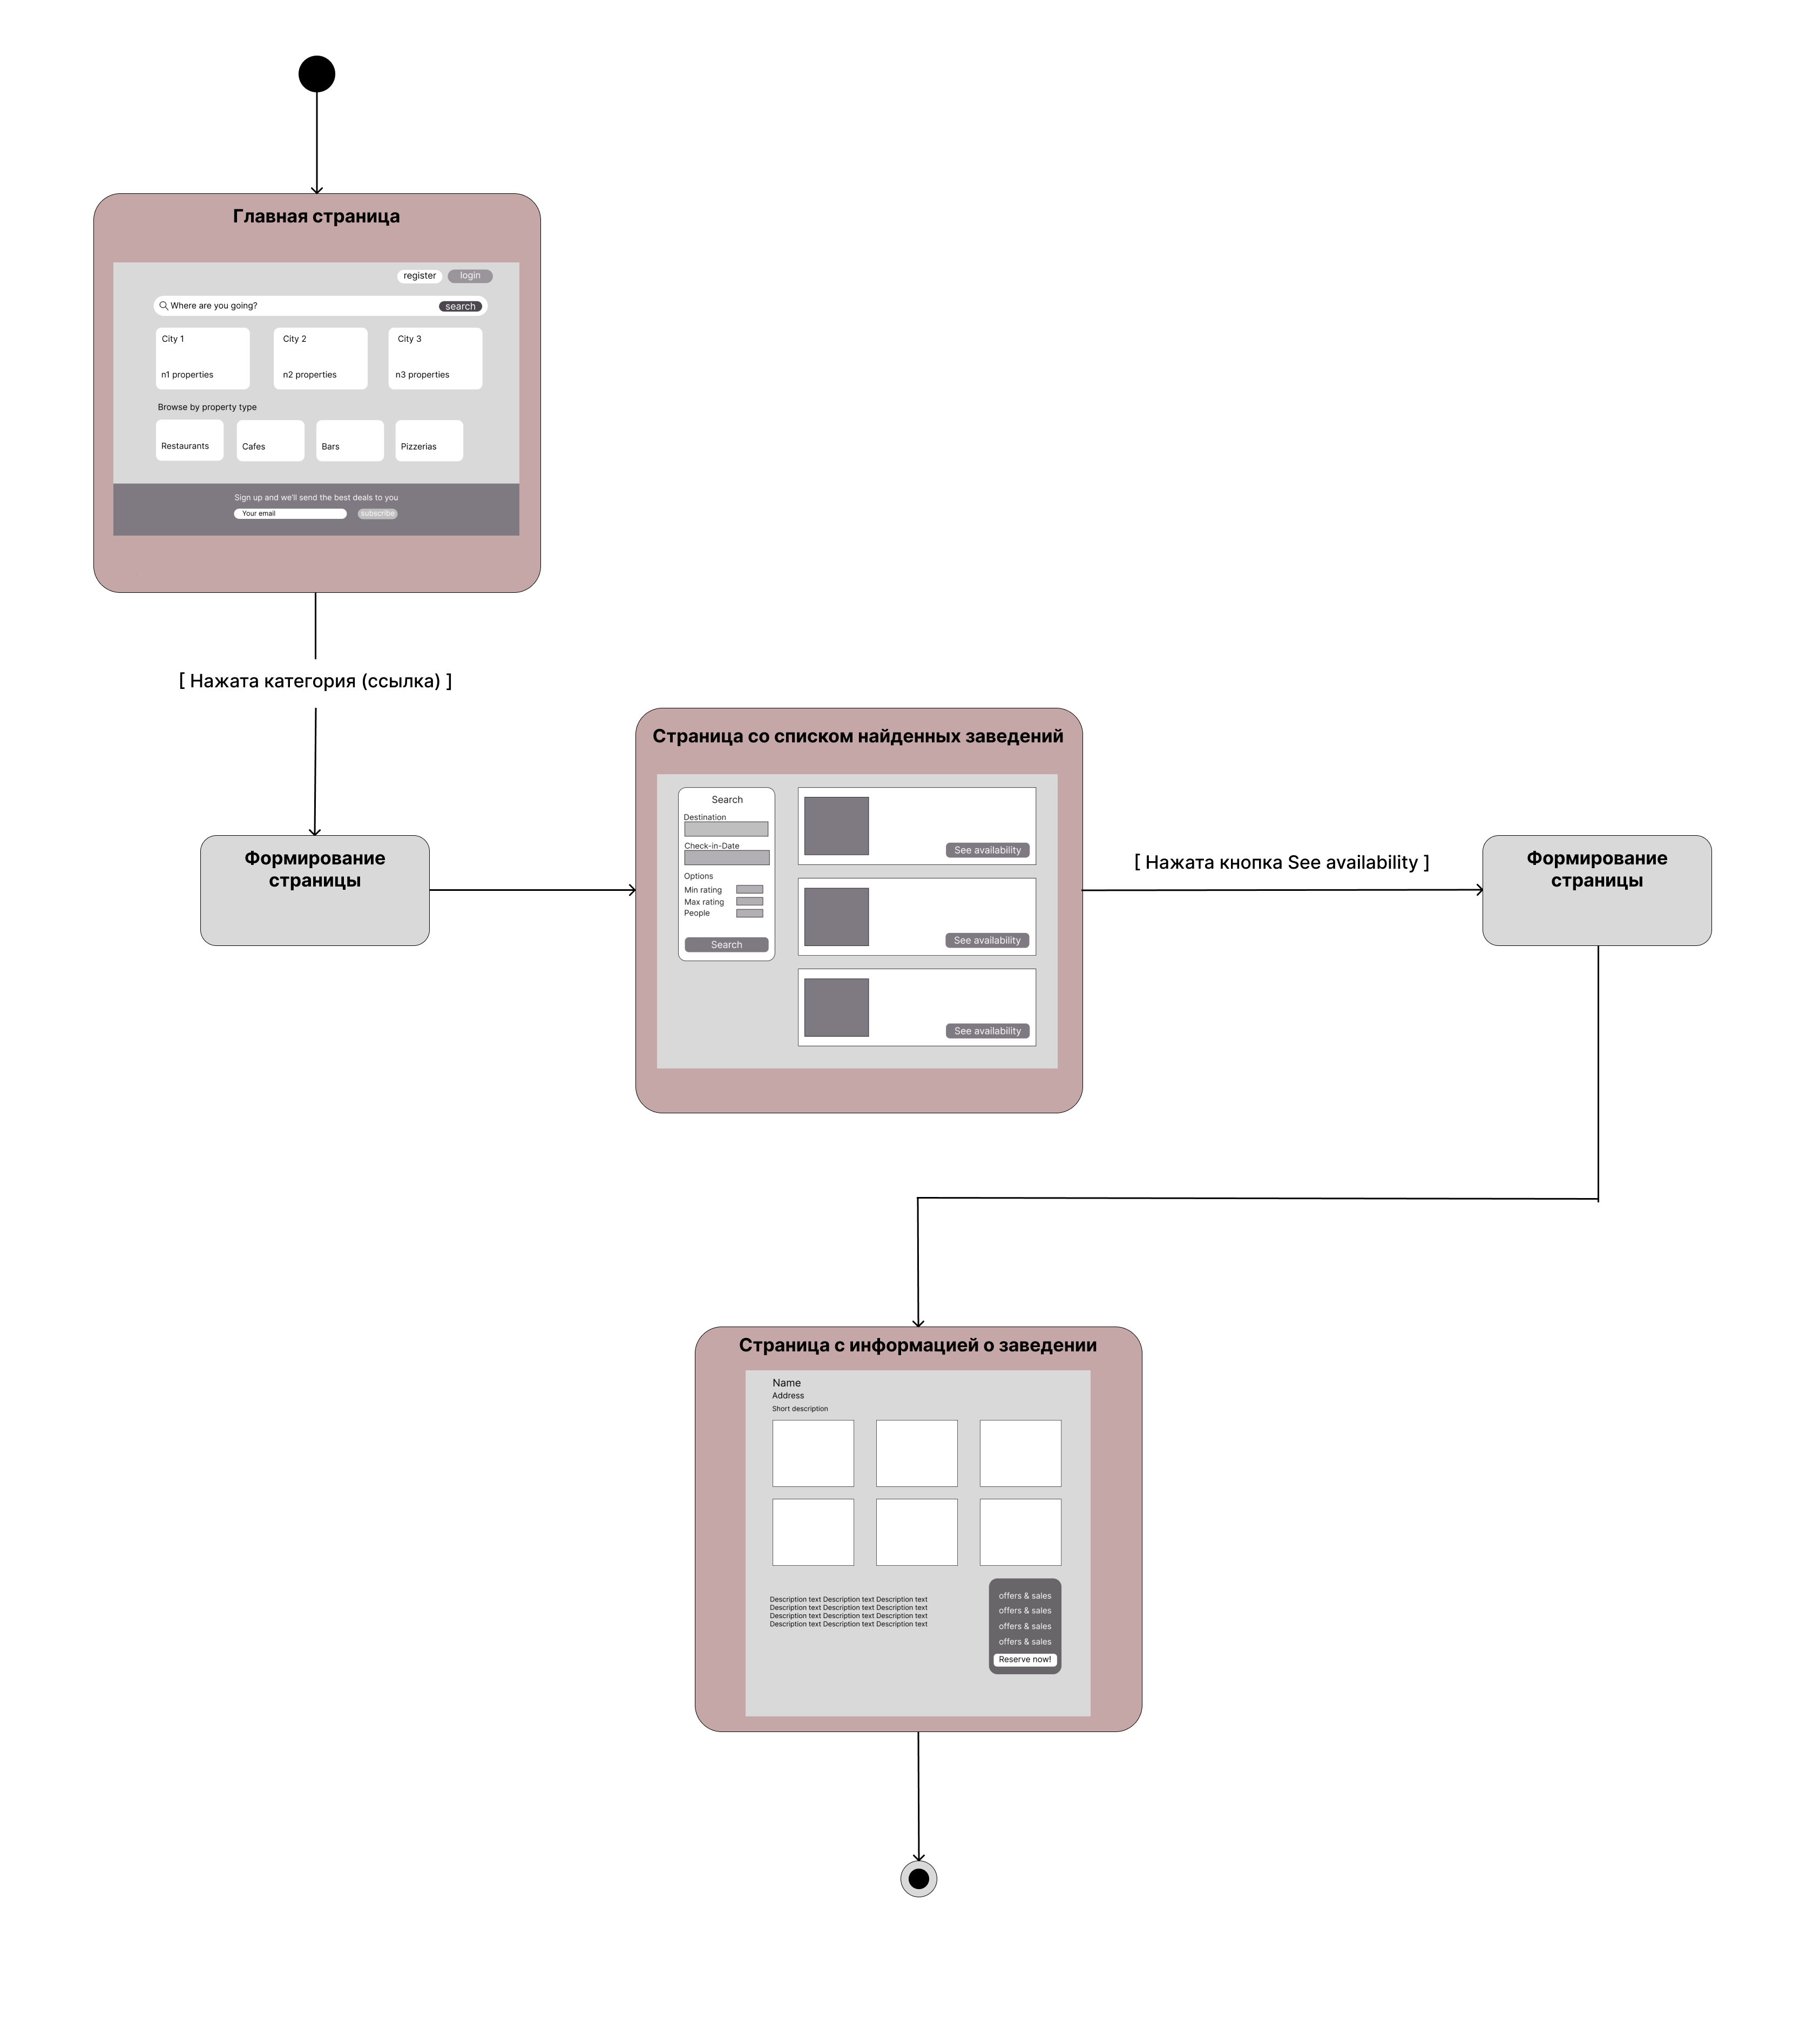 Главная страница
register
login
Where are you going?
search
City 1
City 2
City 3
n1 properties
n2 properties
n3 properties
Browse by property type
Restaurants
Cafes
Bars
Pizzerias
Sign up and we'll send the best deals to you
Your email
subscribe
[ Нажата категория (ссылка) ]
Формирование
страницы
Страница со списком найденных заведений
Search
Destination
Check-in-Date
Options
Min rating
Max rating
People
Search
See availability
See availability
See availability
[ Нажата кнопка See availability ]
Формирование
страницы
Страница с информацией о заведении
Name
Address
Short description
Description text Description text Description text
Description text Description text Description text
Description text Description text Description text
Description text Description text Description text
offers & sales
offers & sales
offers & sales
offers & sales
Reserve now!